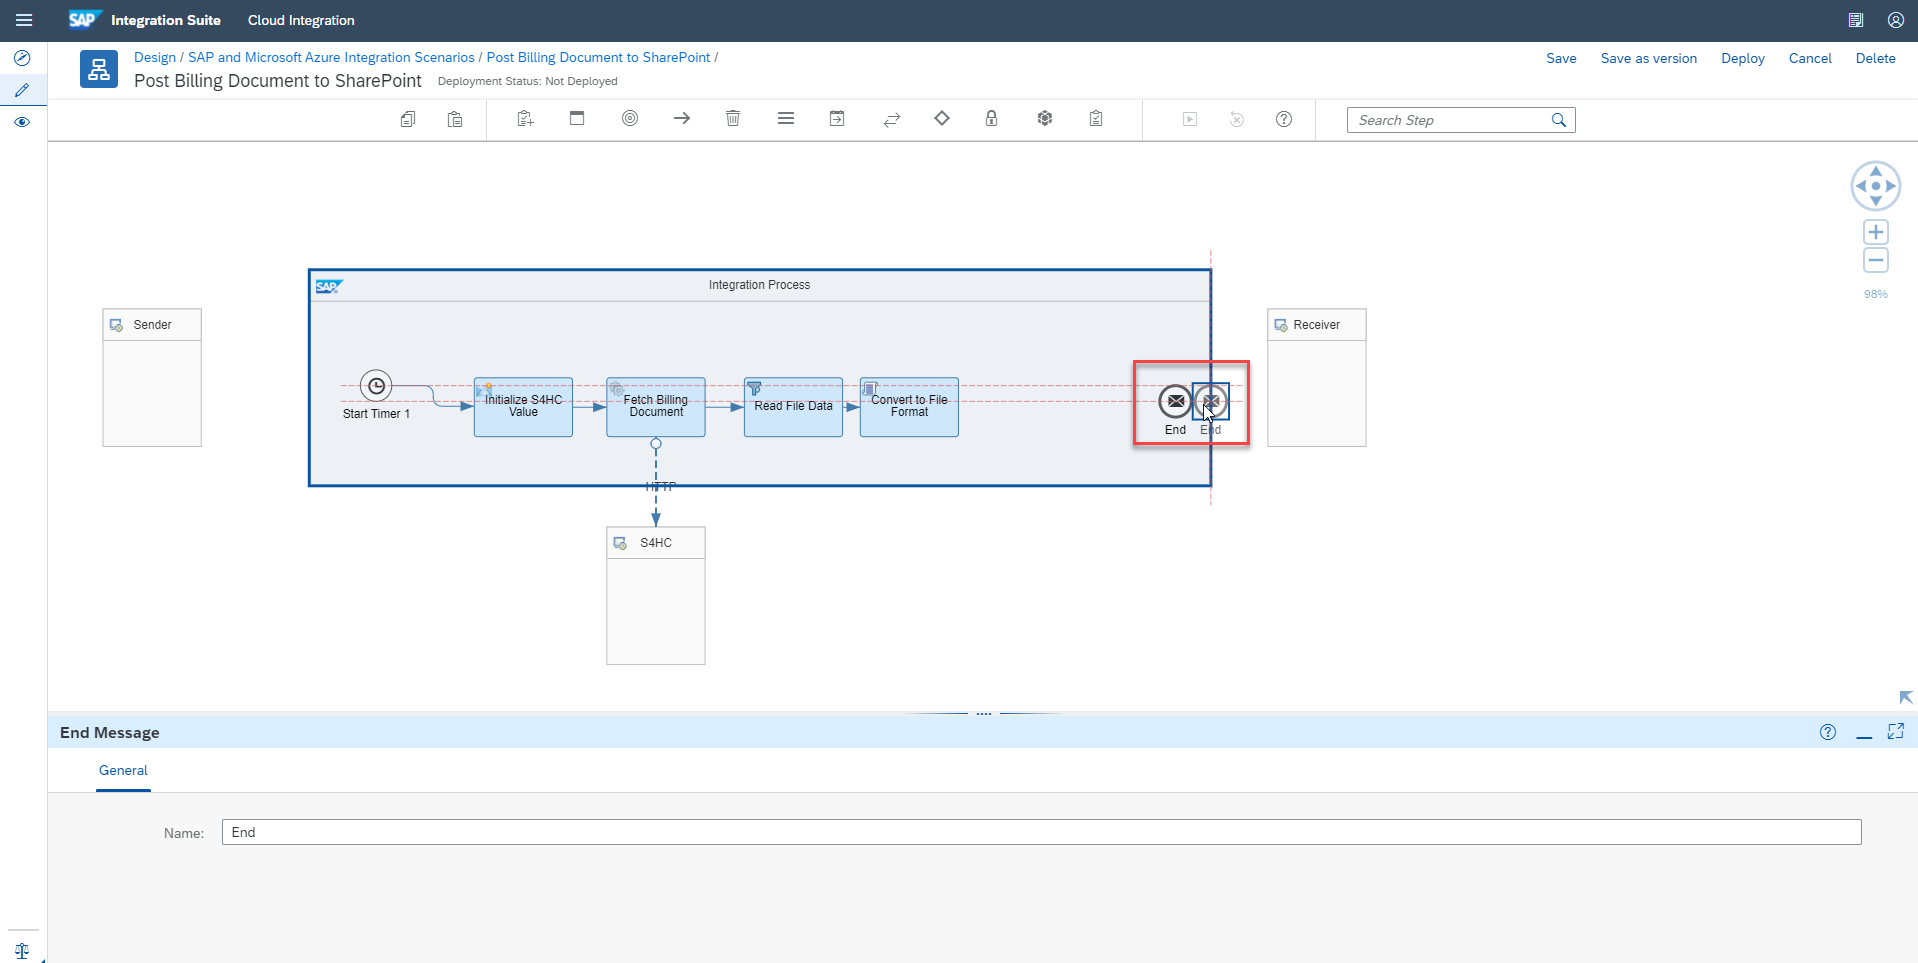 SAP Integration Suite Cloud Integration
Design / SAP and Microsoft Azure Integration Scenarios / Post Billing Document to SharePoint /
Post Billing Document to SharePoint Deployment Status: Not Deployed
Save Save as version Deploy Cancel Delete
Search Step
98%
SAP
Integration Process
Sender
Start Timer 1
Initialize S4HC
Value
Fetch Billing
Document
Read File Data
Convert to File
Format
End
End
Receiver
HTTP
S4HC
End Message
General
Name: End